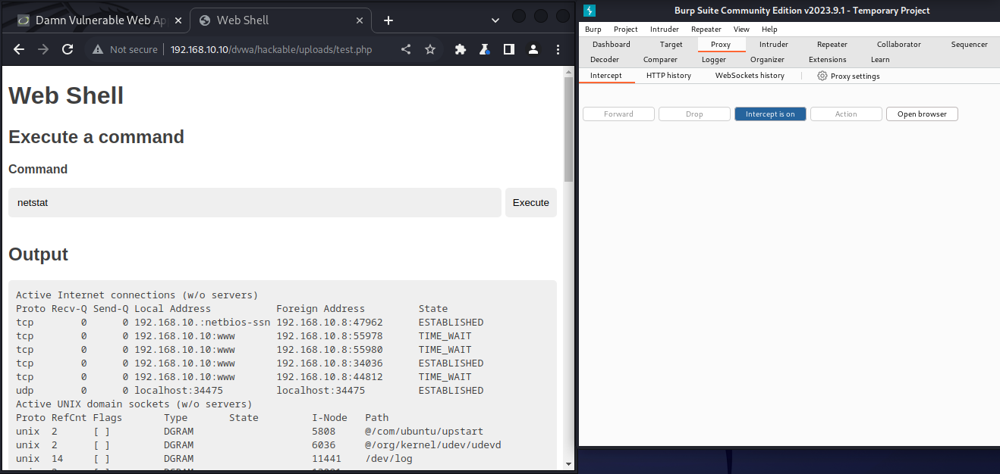 Damn Vulnerable Web Ap
Web Shell
Not secure
192.168.10.10/dvwa/hackable/uploads/test.php
Web Shell
Execute a command
Command
netstat
Execute
Output
Active Internet connections (w/o servers)
Proto Recv-Q Send-Q Local Address Foreign Address State
tcp 0 0 192.168.10.:netbios-ssn 192.168.10.8:47962 ESTABLISHED
tcp 0 0 192.168.10.10:www 192.168.10.8:55978 TIME_WAIT
tcp 0 0 192.168.10.10:www 192.168.10.8:55980 TIME_WAIT
tcp 0 0 192.168.10.10:www 192.168.10.8:34036 ESTABLISHED
tcp 0 0 192.168.10.10:www 192.168.10.8:44812 TIME_WAIT
udp 0 0 localhost:34475 localhost:34475 ESTABLISHED
Active UNIX domain sockets (w/o servers)
Proto RefCnt Flags Type State I-Node Path
unix 2 [ ] DGRAM 5808 @/com/ubuntu/upstart
unix 2 [ ] DGRAM 6036 @/org/kernel/udev/udevd
unix 14 [ ] DGRAM 11441 /dev/log
Burp Suite Community Edition v2023.9.1 - Temporary Project
Burp Project Intruder Repeater View Help
Dashboard Target Proxy Intruder Repeater Collaborator Sequencer
Decoder Comparer Logger Organizer Extensions Learn
Intercept HTTP history WebSockets history Proxy settings
Forward Drop Intercept is on Action Open browser